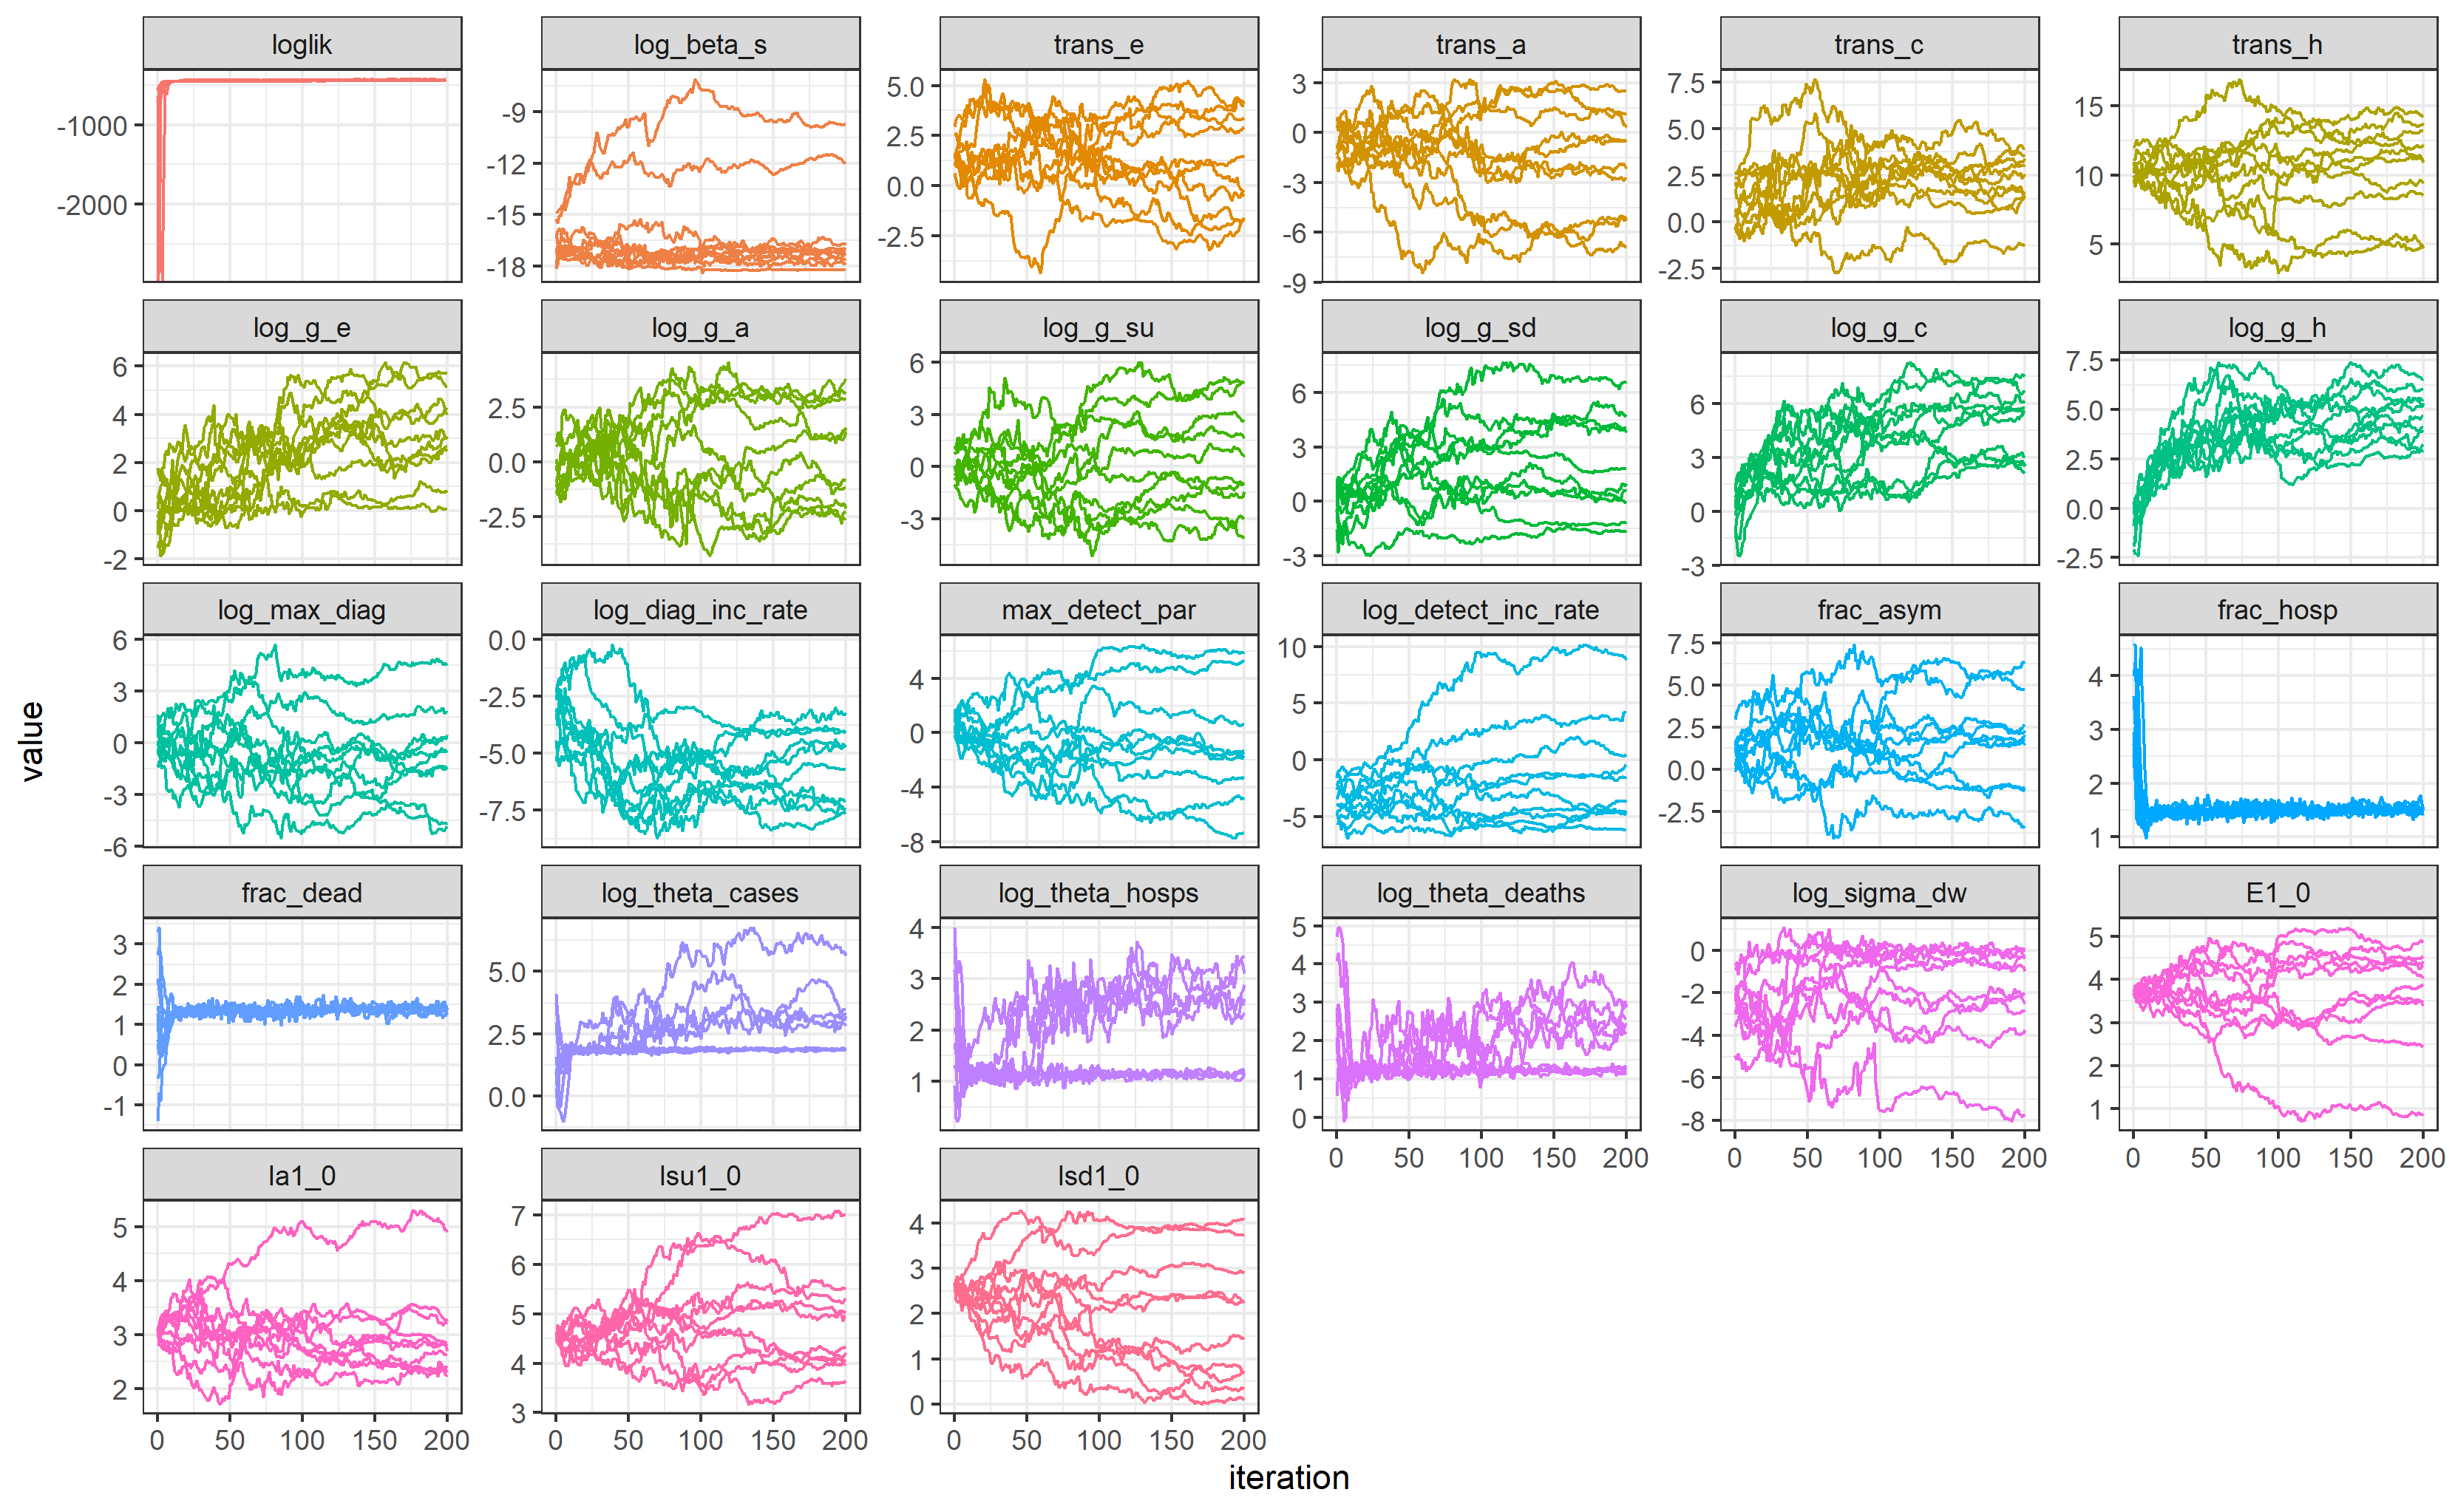 loglik log_beta_s trans_e trans_a trans_c trans_h
-1000 -2000
-9 -12 -15 -18
5.0 2.5 0.0 -2.5
3 0 -3 -6 -9
7.5 5.0 2.5 0.0 -2.5
15 10 5
log_g_e log_g_a log_g_su log_g_sd log_g_c log_g_h
6 4 2 0 -2
2.5 0.0 -2.5
6 3 0 -3
6 3 0 -3
6 3 0 -3
7.5 5.0 2.5 0.0 -2.5
log_max_diag log_diag_inc_rate max_detect_par log_detect_inc_rate frac_asym frac_hosp
6 3 0 -3 -6
0.0 -2.5 -5.0 -7.5
4 0 -4 -8
10 5 0 -5
7.5 5.0 2.5 0.0 -2.5
4 3 2 1
frac_dead log_theta_cases log_theta_hosps log_theta_deaths log_sigma_dw E1_0
3 2 1 0 -1
5.0 2.5 0.0
4 3 2 1
5 4 3 2 1 0
0 -2 -4 -6 -8
5 4 3 2 1
0 50 100 150 200 0 50 100 150 200 0 50 100 150 200
Ia1_0 Isu1_0 Isd1_0
5 4 3 2
7 6 5 4 3
4 3 2 1 0
0 50 100 150 200 0 50 100 150 200 0 50 100 150 200
iteration
value